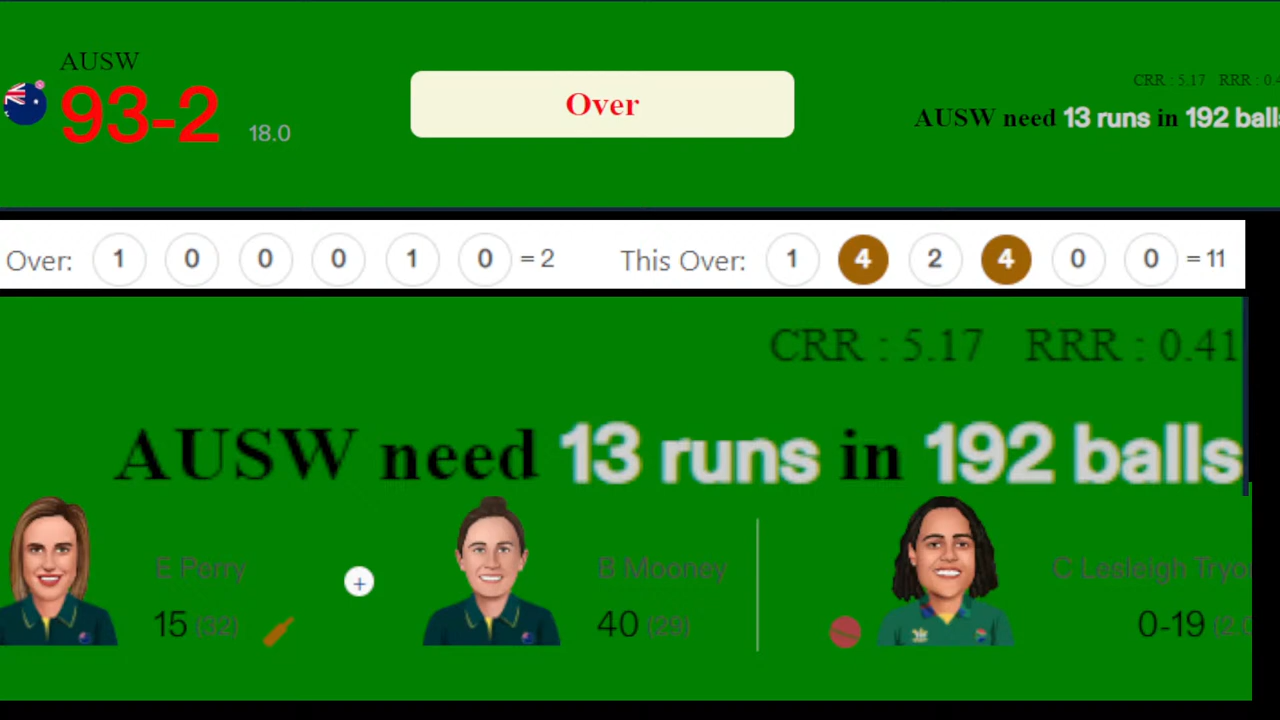 AUSW
93-2 18.0
Over
CRR : 5.17 RRR : 0.4
AUSW need 13 runs in 192 balls
Over: 1 0 0 0 1 0 = 2 This Over: 1 4 2 4 0 0 = 11
CRR : 5.17 RRR : 0.41
AUSW need 13 runs in 192 balls
E Perry B Mooney C Lesleigh Tryo
15 (32) 40 (29) 0-19 (2.0